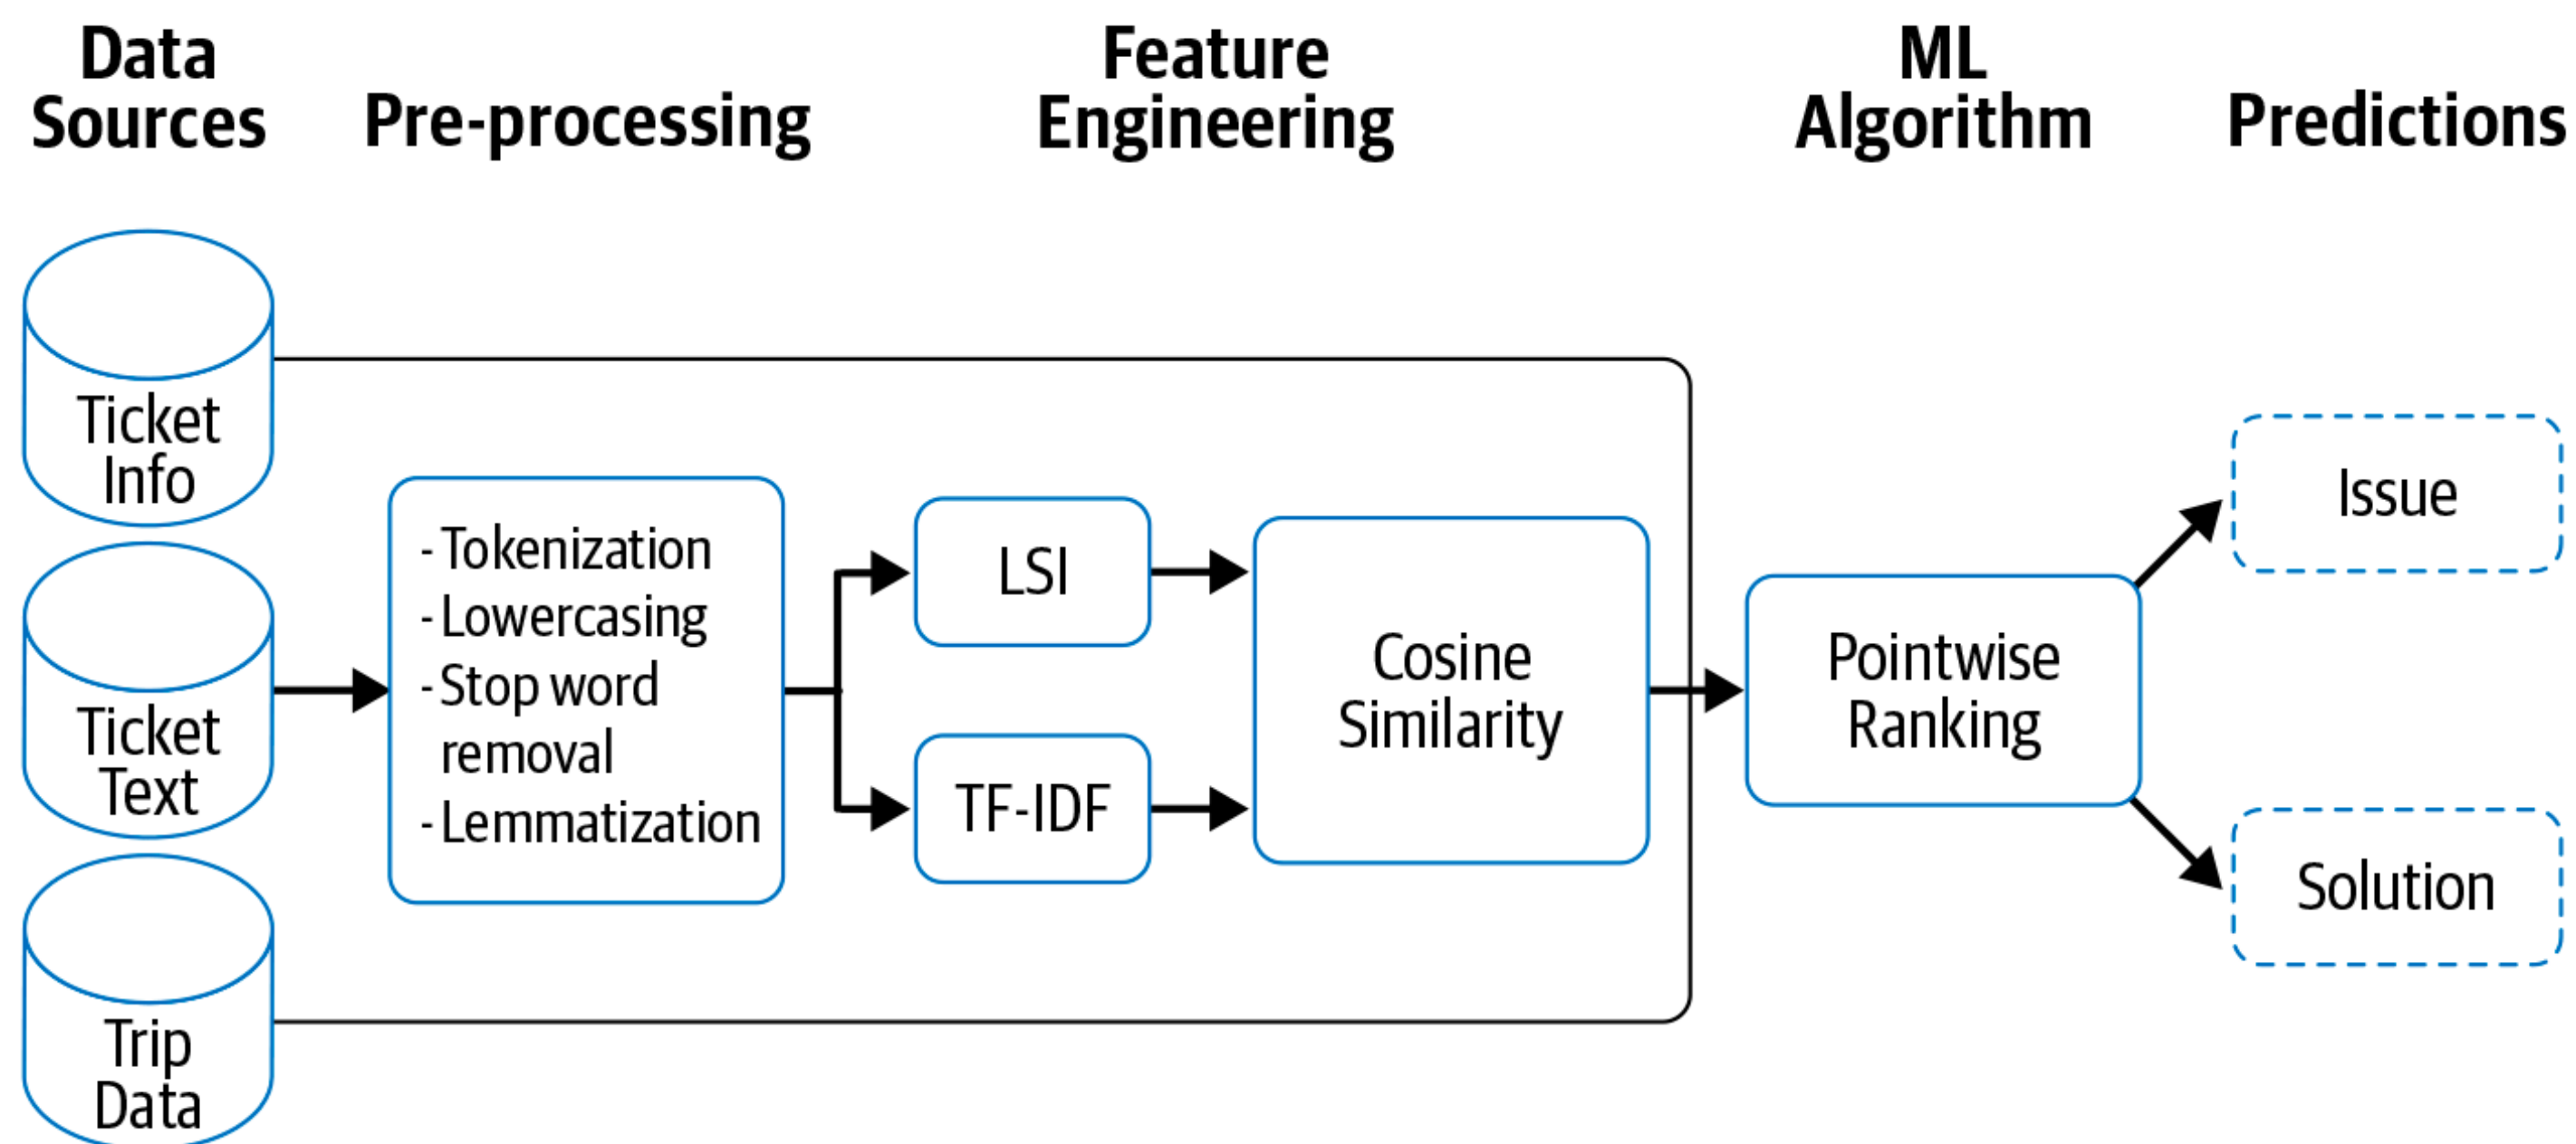 Data
Sources
Pre-processing
Feature
Engineering
ML
Algorithm
Predictions
Ticket
Info
Ticket
Text
Trip
Data
- Tokenization
- Lowercasing
- Stop word
removal
- Lemmatization
LSI
TF-IDF
Cosine
Similarity
Pointwise
Ranking
Issue
Solution